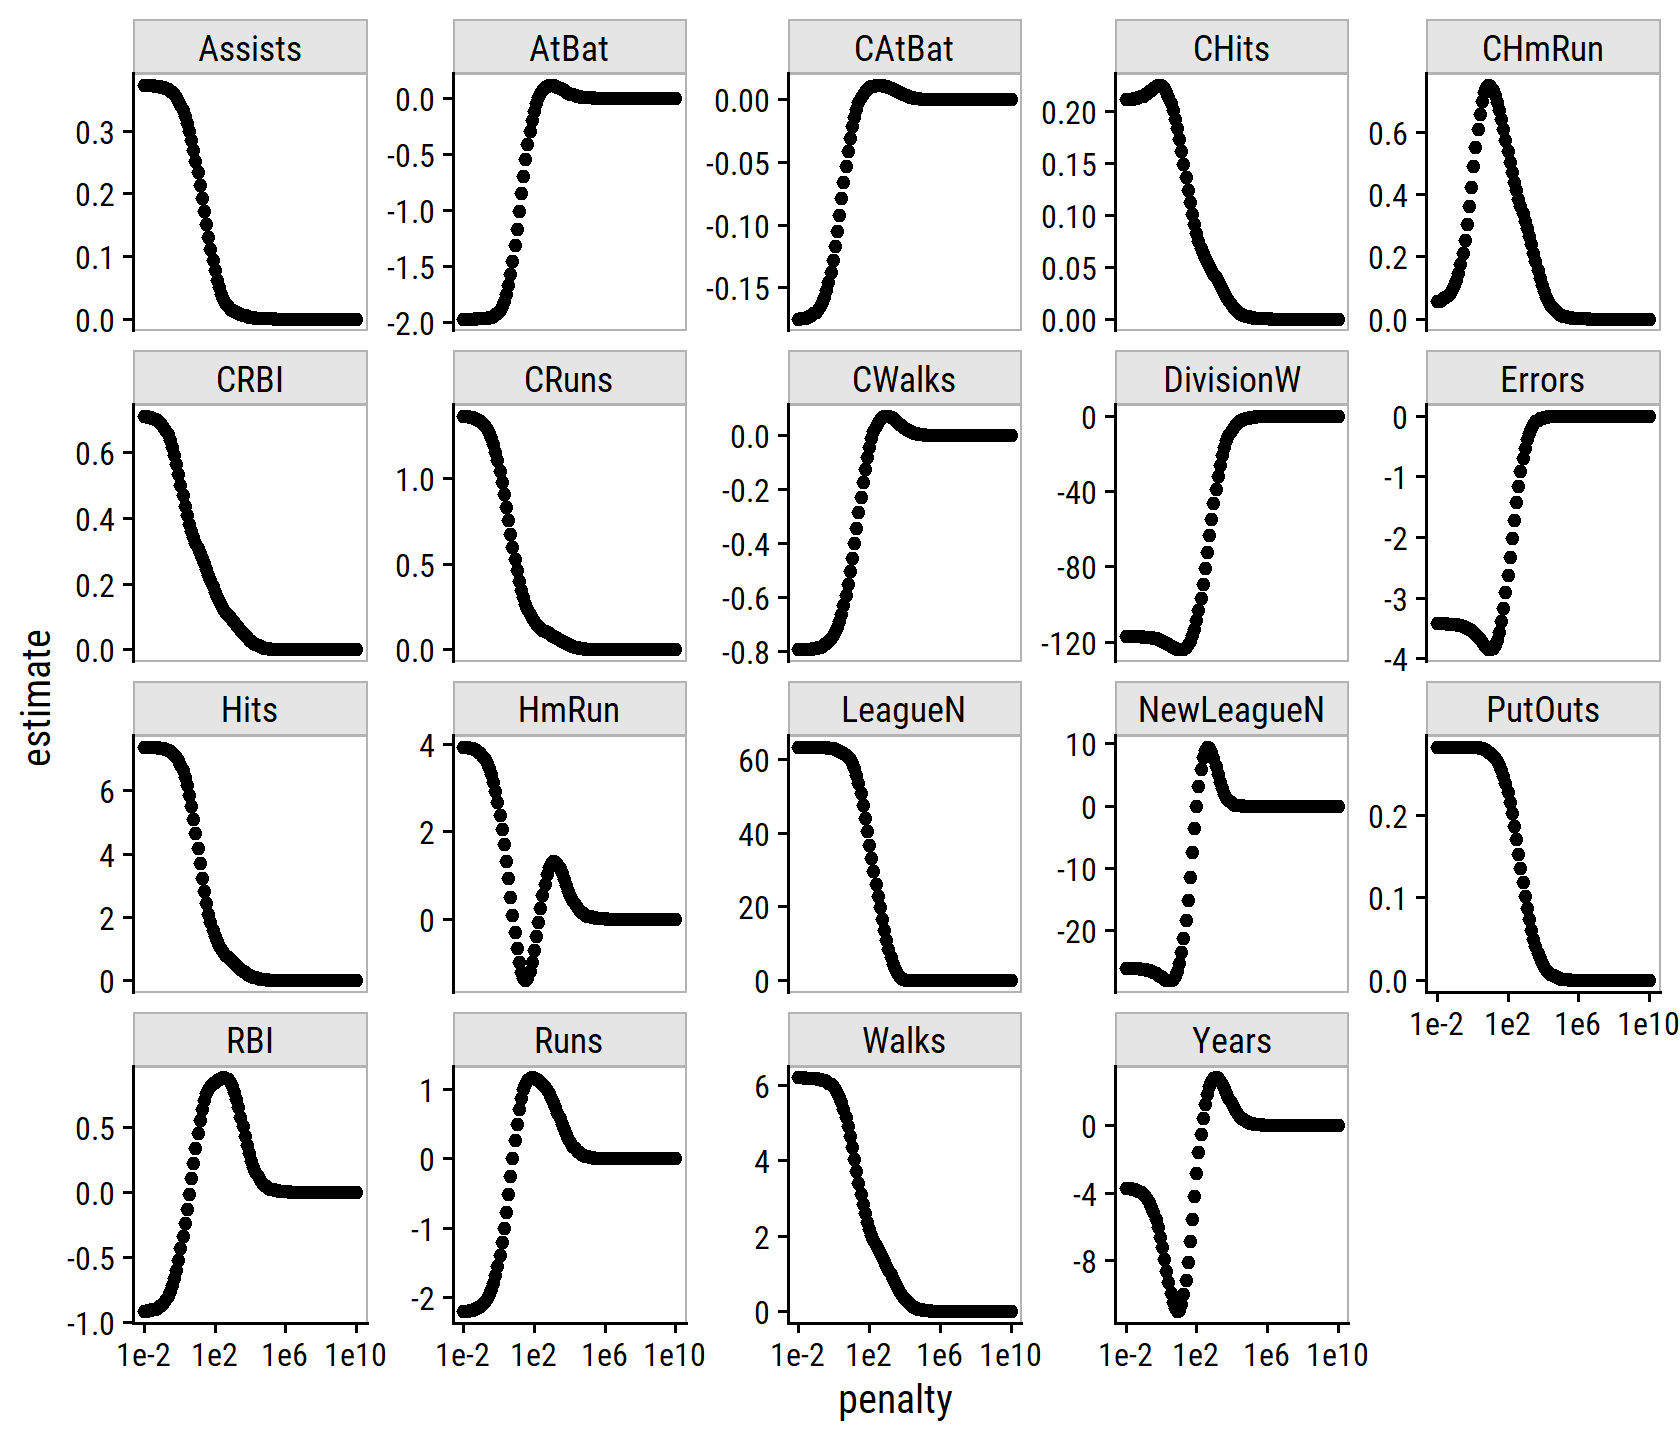 Assists AtBat CAtBat CHits CHmRun
0.3 0.2 0.1 0.0
0.0 -0.5 -1.0 -1.5 -2.0
0.00 -0.05 -0.10 -0.15
0.20 0.15 0.10 0.05 0.00
0.6 0.4 0.2 0.0
CRBI CRuns CWalks DivisionW Errors
0.6 0.4 0.2 0.0
1.0 0.5 0.0
0.0 -0.2 -0.4 -0.6 -0.8
0 -40 -80 -120
0 -1 -2 -3 -4
estimate
Hits HmRun LeagueN NewLeagueN PutOuts
6 4 2 0
4 2 0
60 40 20 0
10 0 -10 -20
0.2 0.1 0.0
1e-2 1e2 1e6 1e10
RBI Runs Walks Years
0.5 0.0 -0.5 -1.0
1 0 -1 -2
6 4 2 0
0 -4 -8
1e-2 1e2 1e6 1e10 1e-2 1e2 1e6 1e10 1e-2 1e2 1e6 1e10 1e-2 1e2 1e6 1e10
penalty